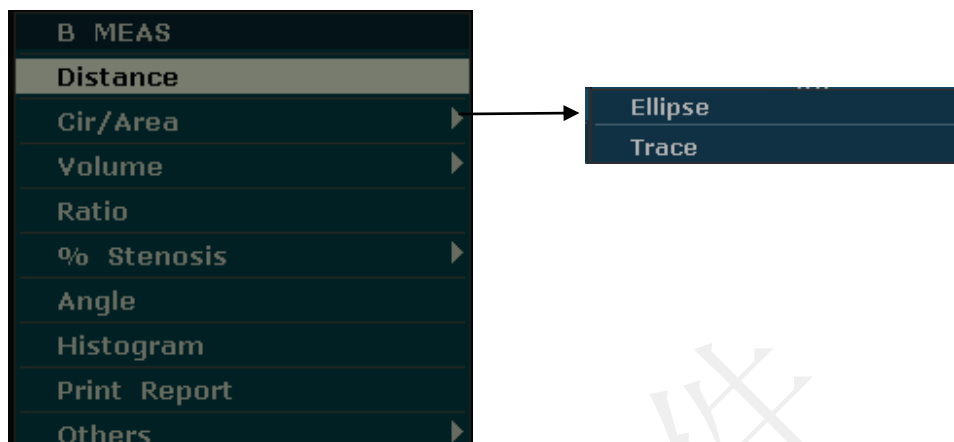 B MEAS
Distance
Cir/Area
Volume
Ratio
% Stenosis
Angle
Histogram
Print Report
Others
Ellipse
Trace